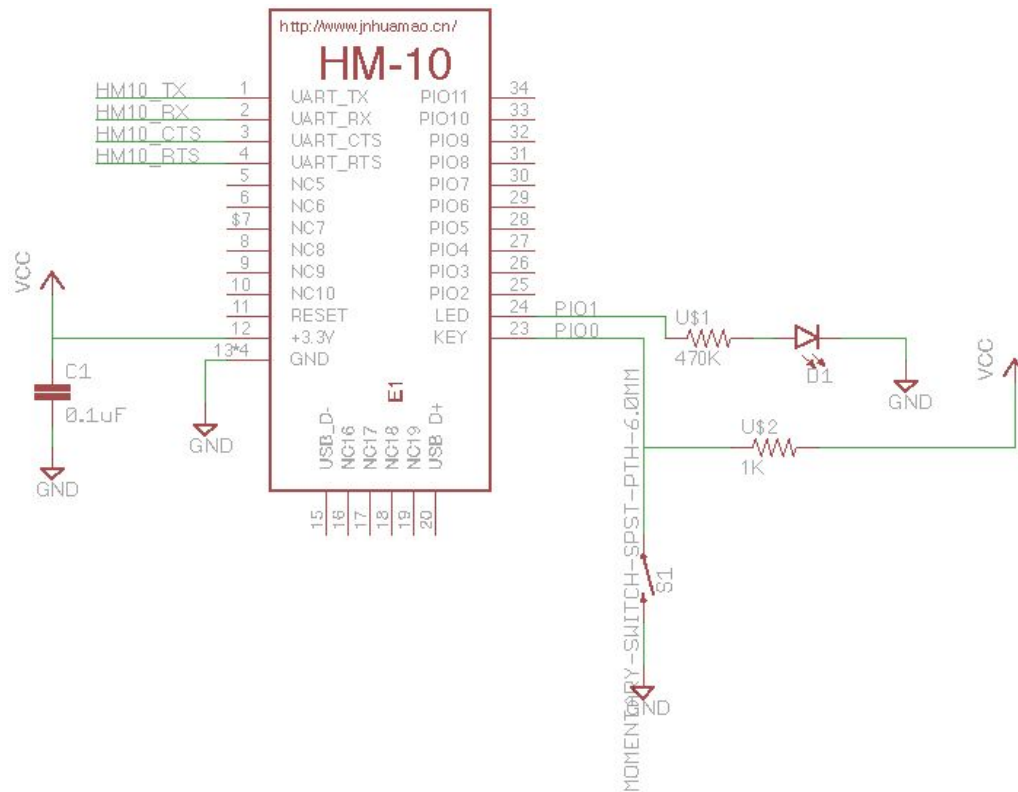 http://www.jnhuamao.cn/
HM-10
HM10_TX 1 UART_TX PIO11 34
HM10_RX 2 UART_RX PIO10 33
HM10_CTS 3 UART_CTS PIO9 32
HM10_RTS 4 UART_RTS PIO8 31
5 NC5 PIO7 30
6 NC6 PIO6 29
$7 NC7 PIO5 28
8 NC8 PIO4 27
9 NC9 PIO3 26
10 NC10 PIO2 25
11 RESET LED 24 PIO1
12 +3.3V KEY 23 PIO0
13*4 GND
VCC
C1
0.1uF
GND
GND
E1
USB_D-
NC16
NC17
NC18
NC19
USB D+
15
16
17
18
19
20
U$1
470K
D1
GND
VCC
U$2
1K
MOMENTARY-SWITCH-SPST-PTH-6.0MM
S1
GND